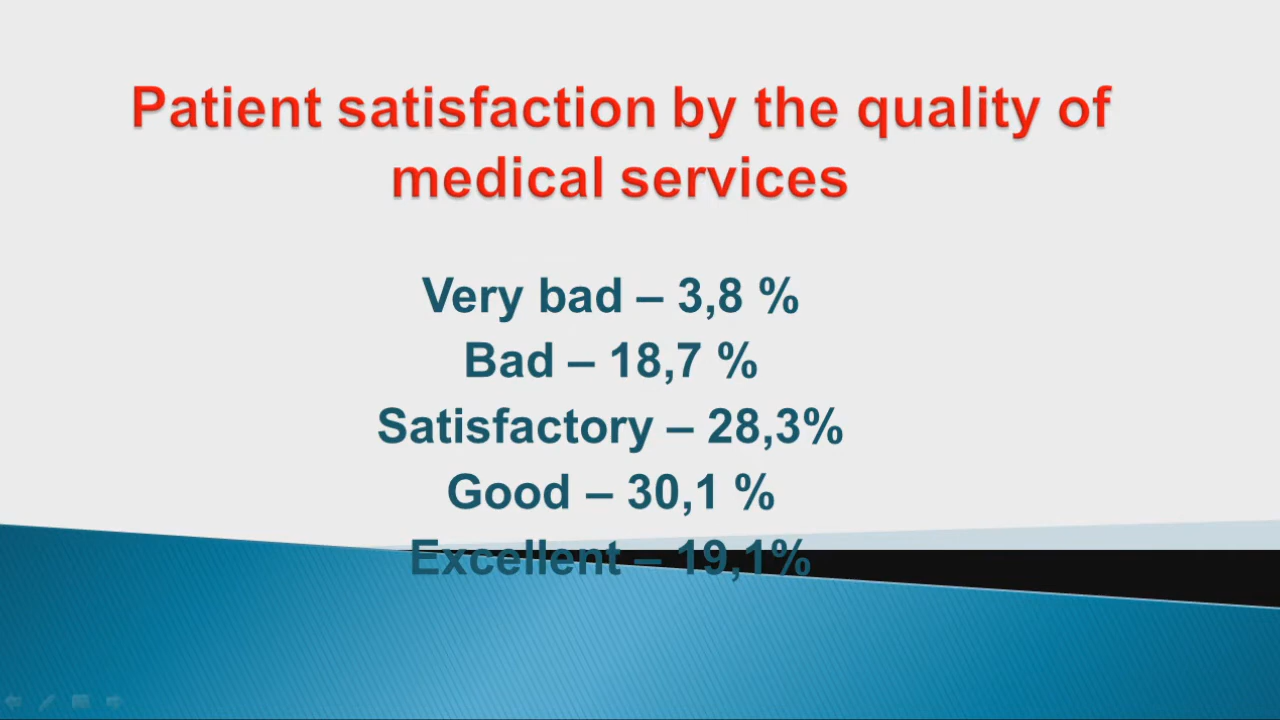 Patient satisfaction by the quality of
medical services
Very bad – 3,8 %
Bad – 18,7 %
Satisfactory – 28,3%
Good – 30,1 %
Excellent – 19,1%